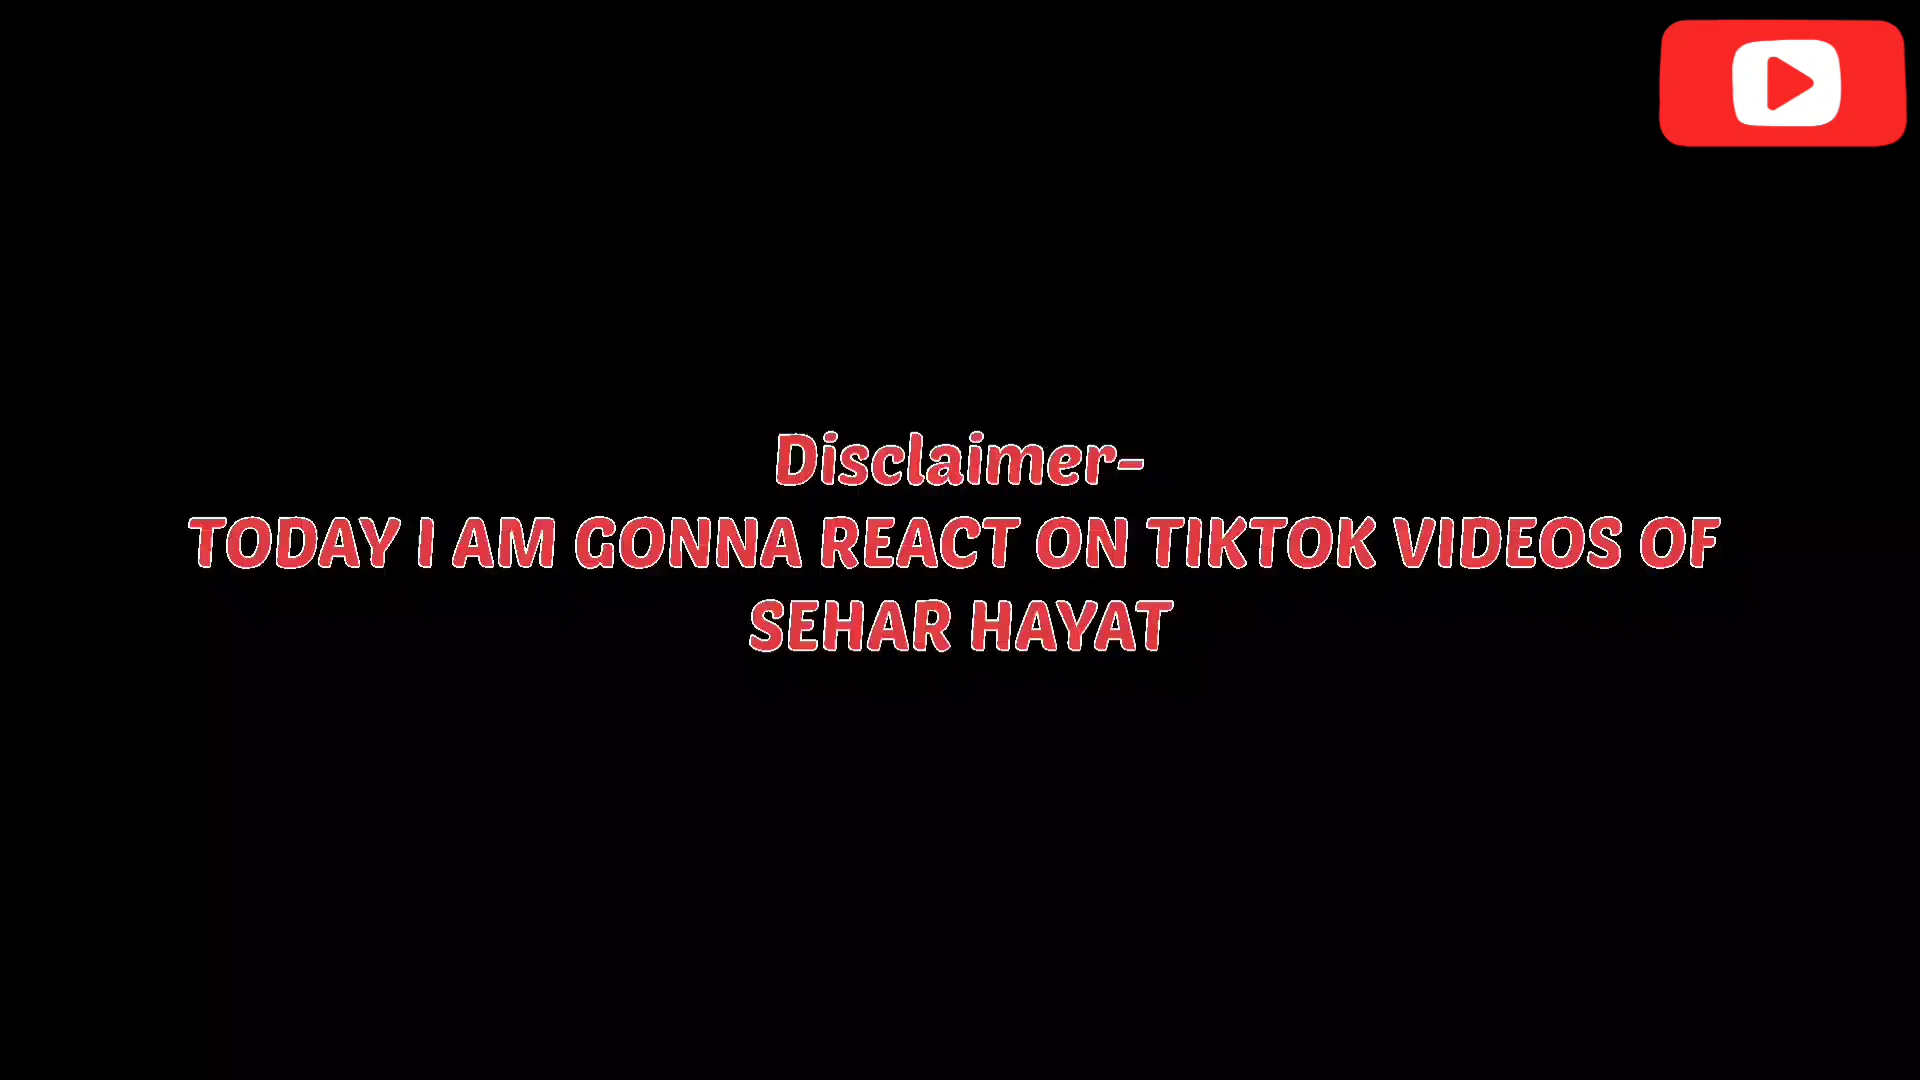 Disclaimer-
TODAY I AM GONNA REACT ON TIKTOK VIDEOS OF
SEHAR HAYAT